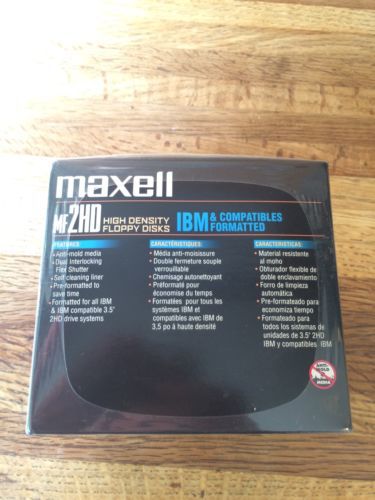 maxell
MF2HD HIGH DENSITY
FLOPPY DISKS
IBM & COMPATIBLES
FORMATTED
FEATURES:
• Anti-mold media
• Dual Interlocking
Flex Shutter
• Self cleaning liner
• Pre-formatted to
save time
• Formatted for all IBM
& IBM compatible 3.5"
2HD drive systems
CARACTÉRISTIQUES:
• Média anti-moisissure
• Double fermeture souple
verrouillable
• Chemisage autonettoyant
• Préformaté pour
économise du temps
• Formatées pour tous les
systèmes IBM et
compatibles avec IBM de
3,5 po à haute densité
CARACTERISTICAS:
• Material resistente
al moho
• Obturador flexible de
doble enclavamiento
• Forro de limpieza
automática
• Pre-formateado para
economiza tiempo
• Formateado para
todos los sistemas de
unidades de 3.5" 2HD
IBM y compatibles IBM
ANTI-
MOLD
MEDIA